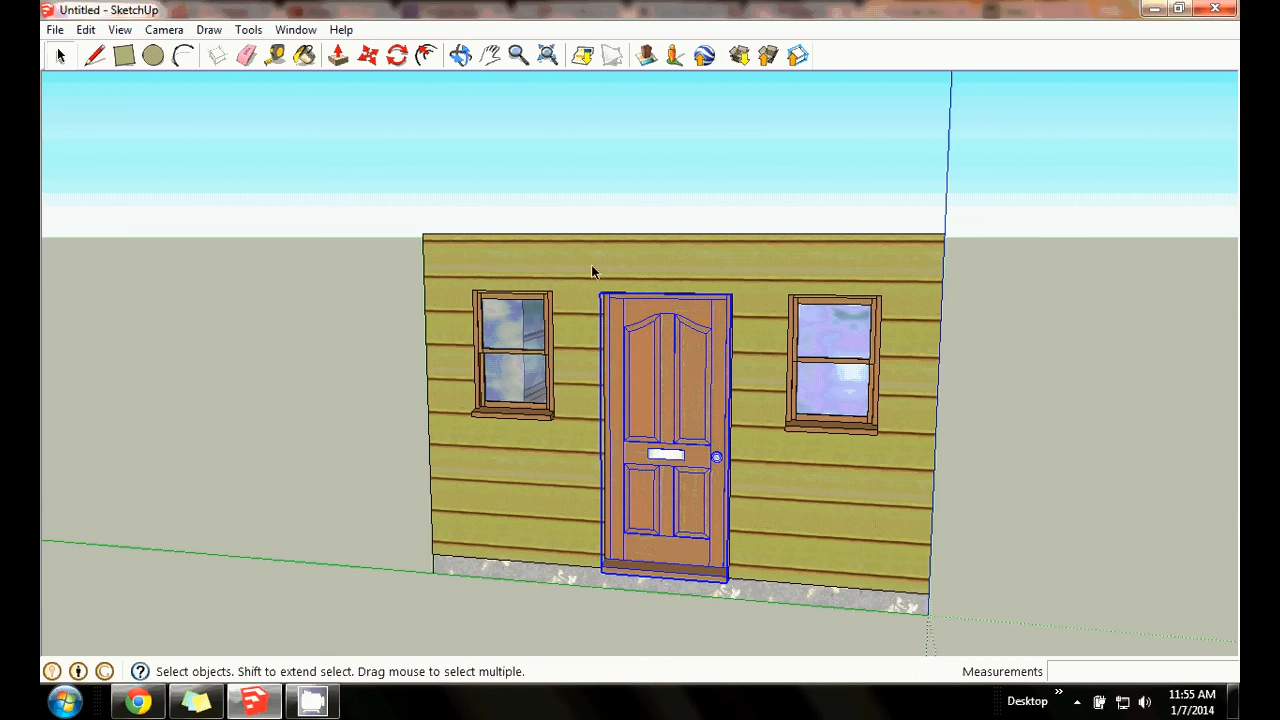 Untitled - SketchUp
File Edit View Camera Draw Tools Window Help
Select objects. Shift to extend select. Drag mouse to select multiple.
Measurements
Desktop
11:55 AM
1/7/2014